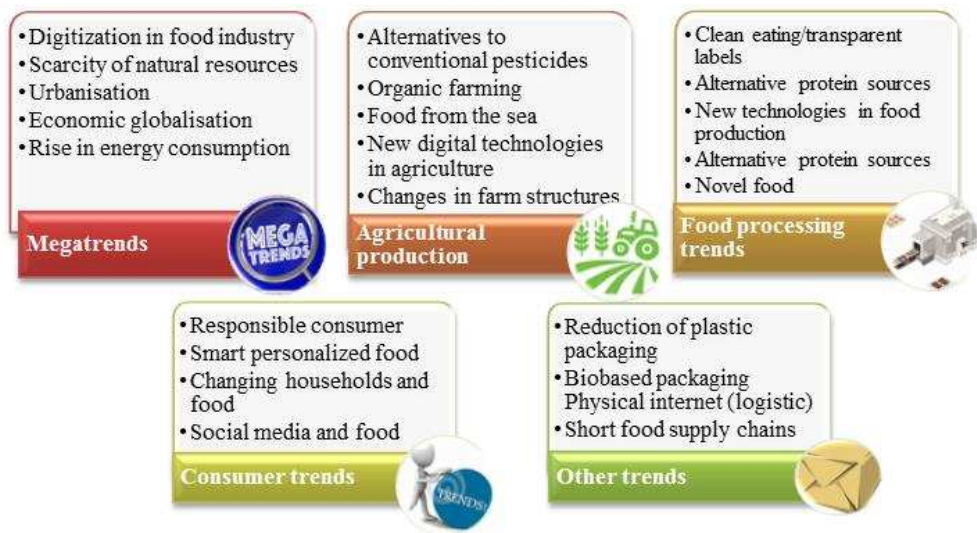 • Digitization in food industry
• Scarcity of natural resources
• Urbanisation
• Economic globalisation
• Rise in energy consumption
Megatrends
MEGA
TRENDS
• Alternatives to
conventional pesticides
• Organic farming
• Food from the sea
• New digital technologies
in agriculture
• Changes in farm structures
Agricultural
production
• Clean eating/transparent
labels
• Alternative protein sources
• New technologies in food
production
• Alternative protein sources
• Novel food
Food processing
trends
• Responsible consumer
• Smart personalized food
• Changing households and
food
• Social media and food
Consumer trends
TRENDS
• Reduction of plastic
packaging
• Biobased packaging
Physical internet (logistic)
• Short food supply chains
Other trends